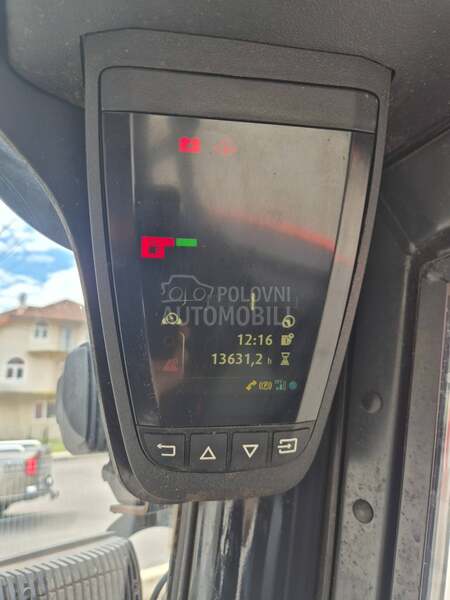 POLOVNI
AUTOMOBILI
12:16
13631,2 h
(P)